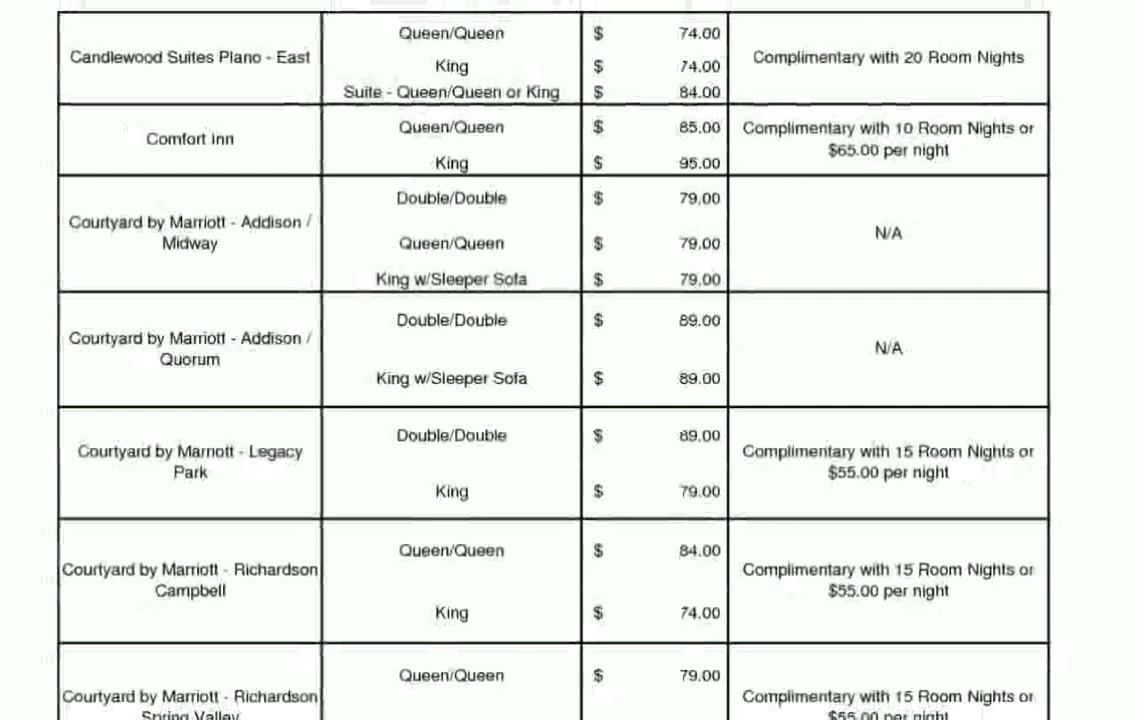 Queen/Queen $ 74.00
Candlewood Suites Plano - East Complimentary with 20 Room Nights
King $ 74.00
Suite - Queen/Queen or King $ 84.00
Queen/Queen $ 85.00 Complimentary with 10 Room Nights or
Comfort Inn
$65.00 per night
King $ 95.00
Double/Double $ 79.00
Courtyard by Marriott - Addison /
Midway
N/A
Queen/Queen $ 79.00
King w/Sleeper Sofa $ 79.00
Double/Double $ 89.00
Courtyard by Marriott - Addison /
Quorum
N/A
King w/Sleeper Sofa $ 89.00
Double/Double $ 89.00
Courtyard by Marriott - Legacy
Park
Complimentary with 15 Room Nights or
$55.00 per night
King $ 79.00
Queen/Queen $ 84.00
Courtyard by Marriott - Richardson
Campbell
Complimentary with 15 Room Nights or
$55.00 per night
King $ 74.00
Queen/Queen $ 79.00
Courtyard by Marriott - Richardson
Spring Valley
Complimentary with 15 Room Nights or
$55.00 per night